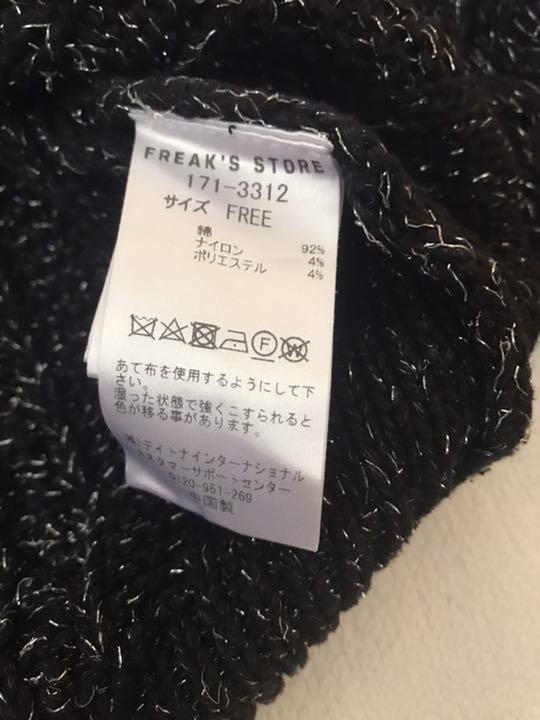 FREAK'S STORE
171-3312
サイズ FREE
綿 92%
ナイロン 4%
ポリエステル 4%
F W
あて布を使用するようにして下
さい。
湿った状態で強くこすられると
色が移る事があります。
㈱デイトナインターナショナル
カスタマーサポートセンター
0120-951-269
中国製